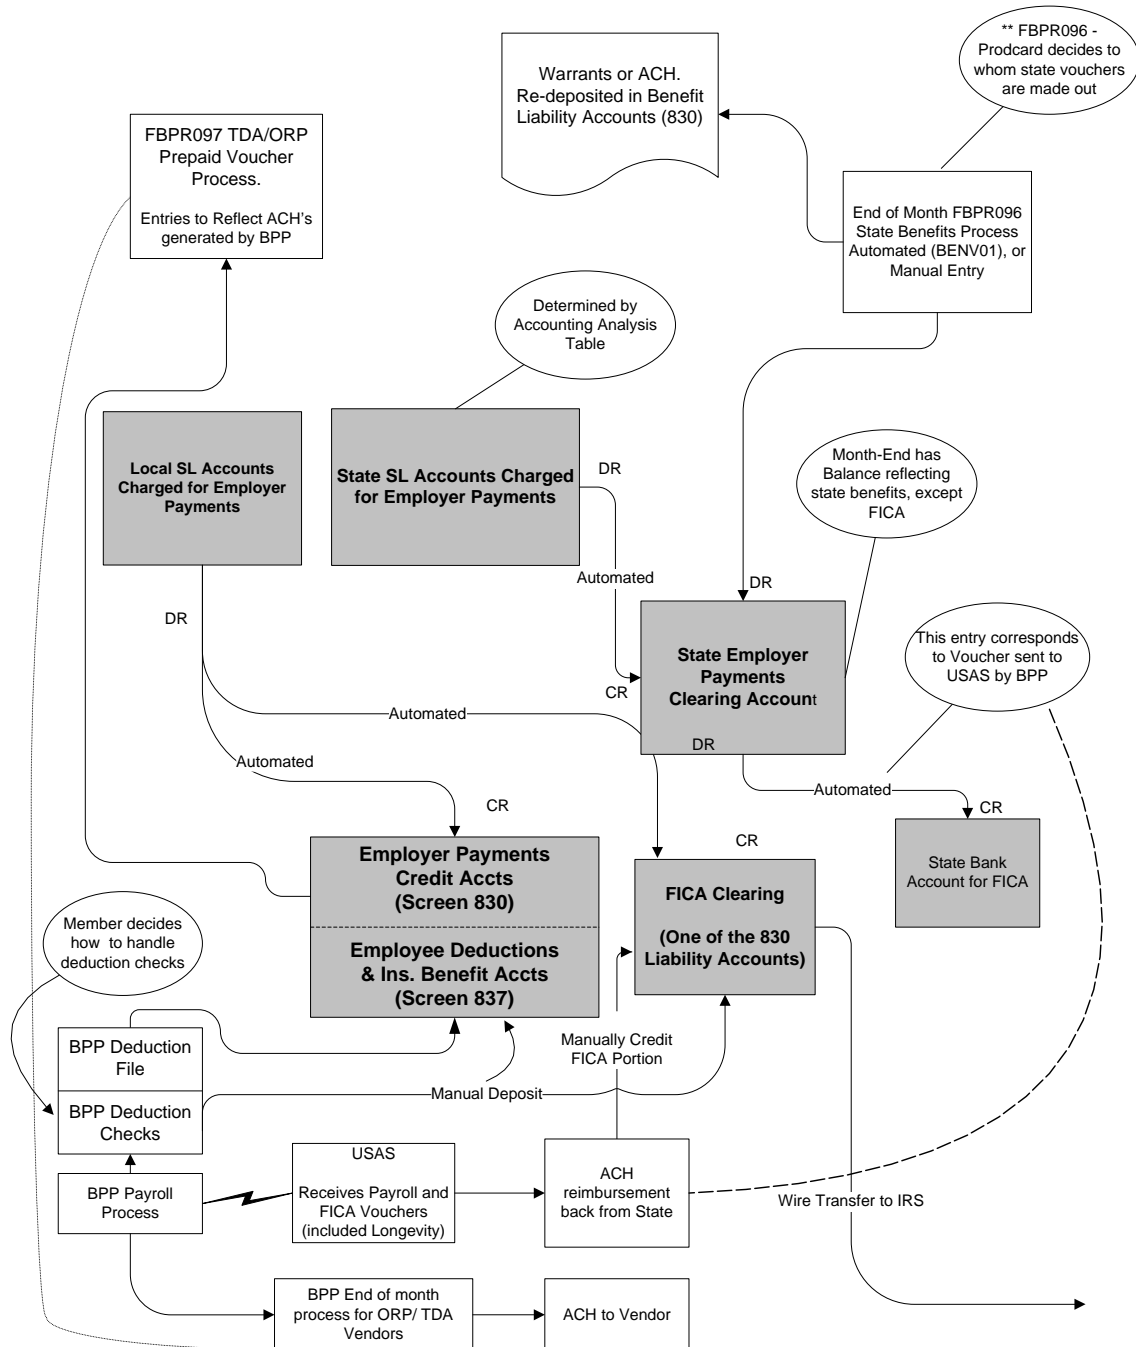 ** FBPR096 -
Prodcard decides to
whom state vouchers
are made out
Warrants or ACH.
Re-deposited in Benefit
Liability Accounts (830)
FBPR097 TDA/ORP
Prepaid Voucher
Process.
Entries to Reflect ACH's
generated by BPP
End of Month FBPR096
State Benefits Process
Automated (BENV01), or
Manual Entry
Determined by
Accounting Analysis
Table
Local SL Accounts
Charged for Employer
Payments
State SL Accounts Charged
for Employer Payments
DR
Month-End has
Balance reflecting
state benefits, except
FICA
Automated
DR
DR
State Employer
Payments
Clearing Account
CR
This entry corresponds
to Voucher sent to
USAS by BPP
Automated
DR
Automated
Automated
CR
CR
CR
Employer Payments
Credit Accts
(Screen 830)
Employee Deductions
& Ins. Benefit Accts
(Screen 837)
FICA Clearing
(One of the 830
Liability Accounts)
State Bank
Account for FICA
Member decides
how to handle
deduction checks
BPP Deduction
File
BPP Deduction
Checks
Manually Credit
FICA Portion
Manual Deposit
BPP Payroll
Process
USAS
Receives Payroll and
FICA Vouchers
(included Longevity)
ACH
reimbursement
back from State
Wire Transfer to IRS
BPP End of month
process for ORP/ TDA
Vendors
ACH to Vendor